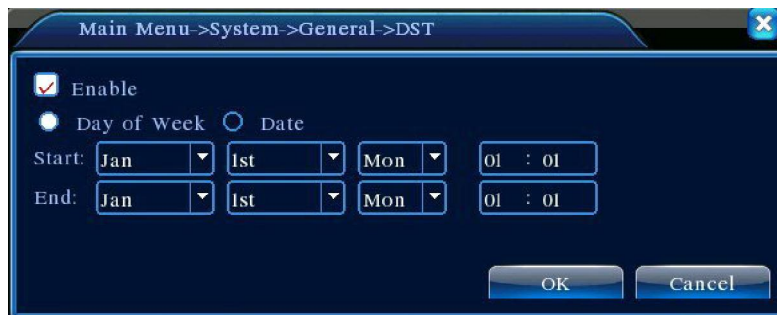 Main Menu->System->General->DST
Enable
Day of Week Date
Start: Jan 1st Mon 01 : 01
End: Jan 1st Mon 01 : 01
OK Cancel